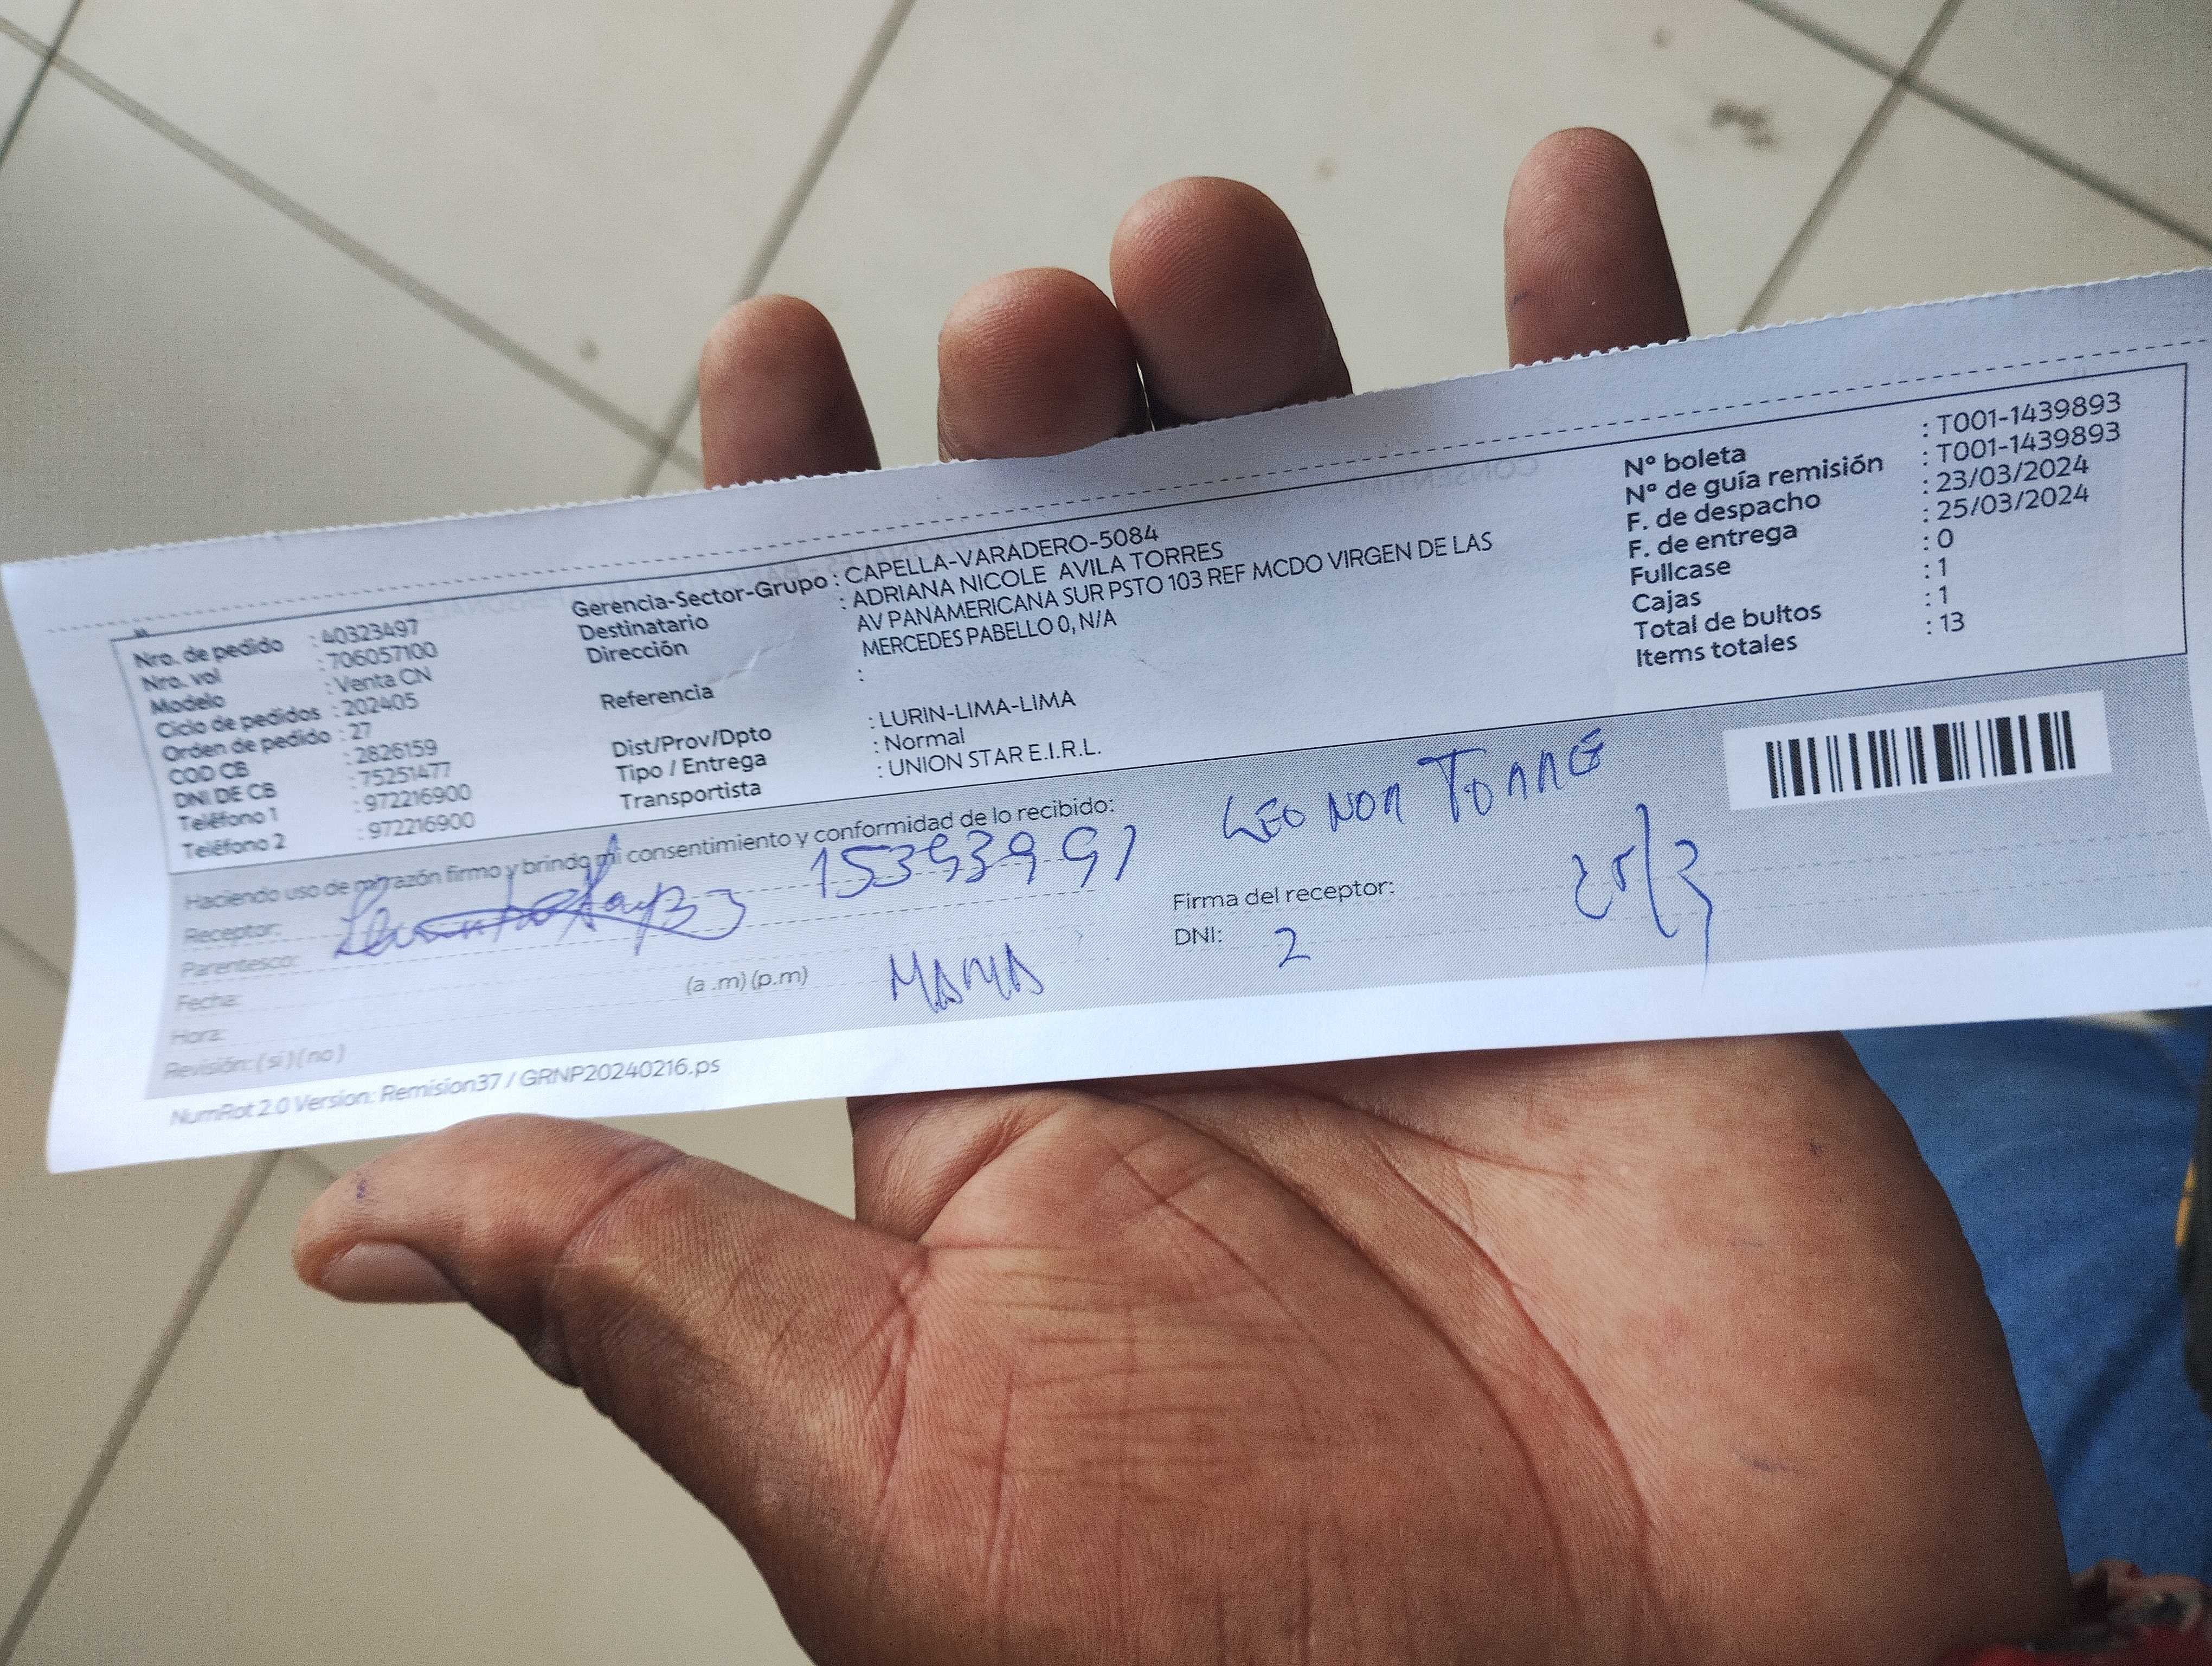 Nro. de pedido : 40323497
Nro. vol : 706057100
Modelo : Venta CN
Ciclo de pedidos : 202405
Orden de pedido : 27
COD CB : 2826159
DNI DE CB : 75251477
Teléfono 1 : 972216900
Teléfono 2 : 972216900
Gerencia-Sector-Grupo : CAPELLA-VARADERO-5084
Destinatario : ADRIANA NICOLE AVILA TORRES
Dirección AV PANAMERICANA SUR PSTO 103 REF MCDO VIRGEN DE LAS
MERCEDES PABELLO 0, N/A
Referencia :
Dist/Prov/Dpto : LURIN-LIMA-LIMA
Tipo / Entrega : Normal
Transportista : UNION STAR E.I.R.L.
Nº boleta : T001-1439893
Nº de guía remisión : T001-1439893
F. de despacho : 23/03/2024
F. de entrega : 25/03/2024
Fullcase : 0
Cajas : 1
Total de bultos : 1
Items totales : 13
Haciendo uso de mi razón firmo y brindo mi consentimiento y conformidad de lo recibido:
LEONOR TORRE
Receptor:
Parentesco:
Fecha:
Hora: (a .m) (p.m)
MAMA
Revisión: ( si ) ( no )
Firma del receptor:
DNI: 2
25/3
NumRot 2.0 Version: Remision37 / GRNP20240216.ps